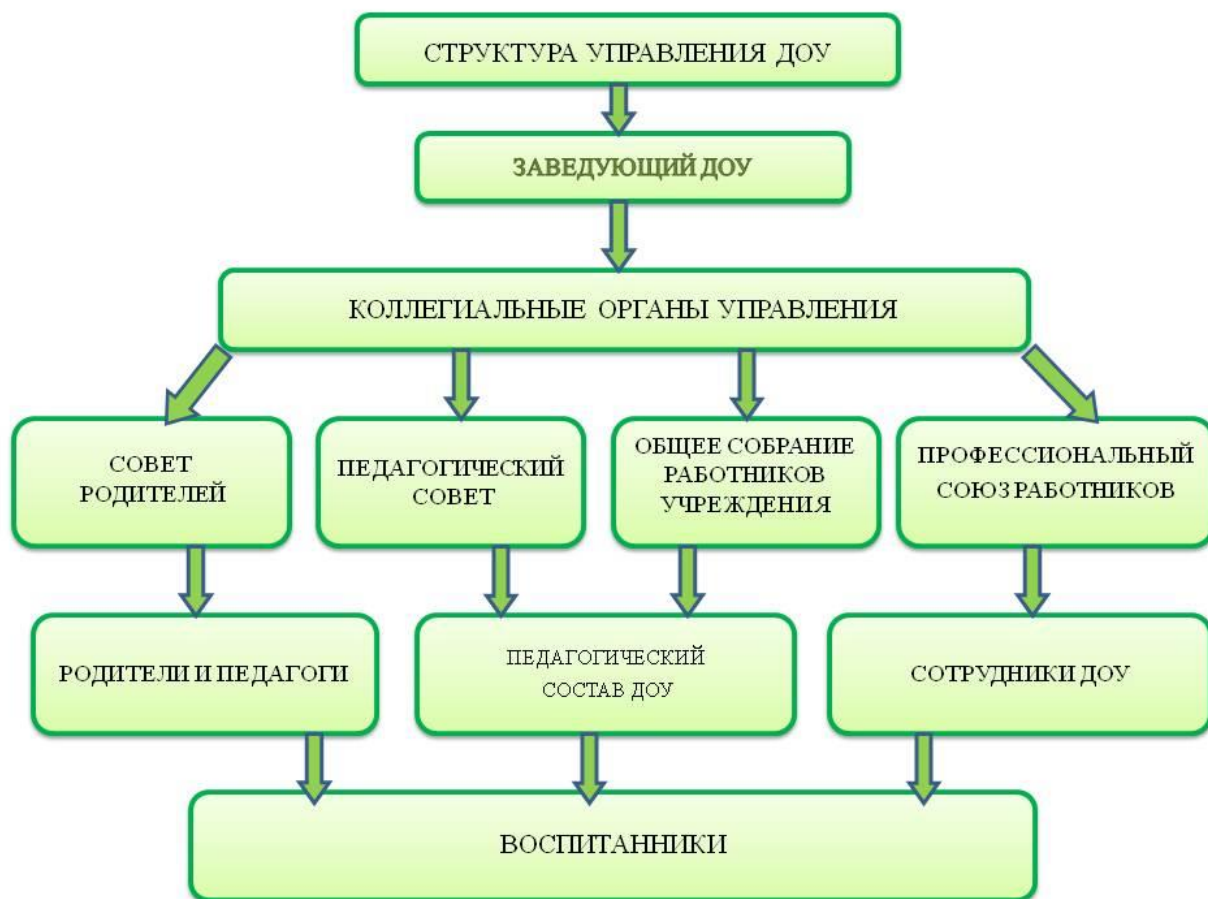 СТРУКТУРА УПРАВЛЕНИЯ ДОУ
ЗАВЕДУЮЩИЙ ДОУ
КОЛЛЕГИАЛЬНЫЕ ОРГАНЫ УПРАВЛЕНИЯ
СОВЕТ
РОДИТЕЛЕЙ
ПЕДАГОГИЧЕСКИЙ
СОВЕТ
ОБЩЕЕ СОБРАНИЕ
РАБОТНИКОВ
УЧРЕЖДЕНИЯ
ПРОФЕССИОНАЛЬНЫЙ
СОЮЗ РАБОТНИКОВ
РОДИТЕЛИ И ПЕДАГОГИ
ПЕДАГОГИЧЕСКИЙ
СОСТАВ ДОУ
СОТРУДНИКИ ДОУ
ВОСПИТАННИКИ